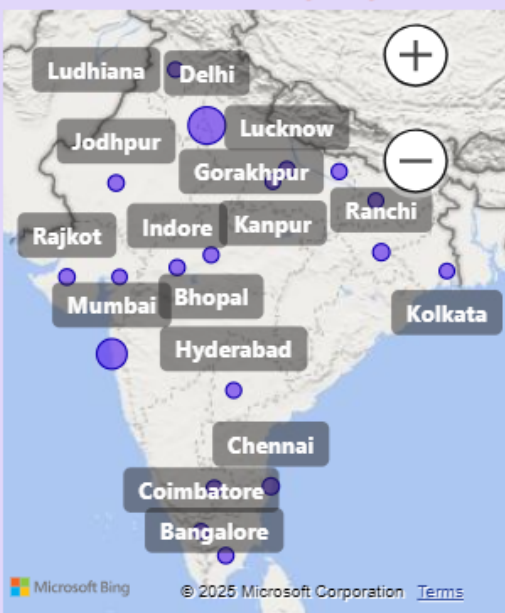 Ludhiana
Delhi
Lucknow
Jodhpur
Gorakhpur
Ranchi
Indore
Kanpur
Rajkot
Mumbai
Bhopal
Kolkata
Hyderabad
Chennai
Coimbatore
Bangalore
Microsoft Bing
© 2025 Microsoft Corporation Terms